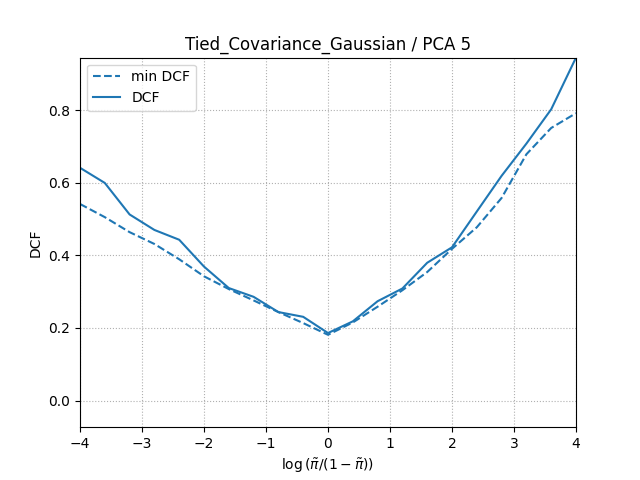 Tied_Covariance_Gaussian / PCA 5
min DCF
DCF
DCF
0.8
0.6
0.4
0.2
0.0
−4 −3 −2 −1 0 1 2 3 4
log (π̃/(1 − π̃))